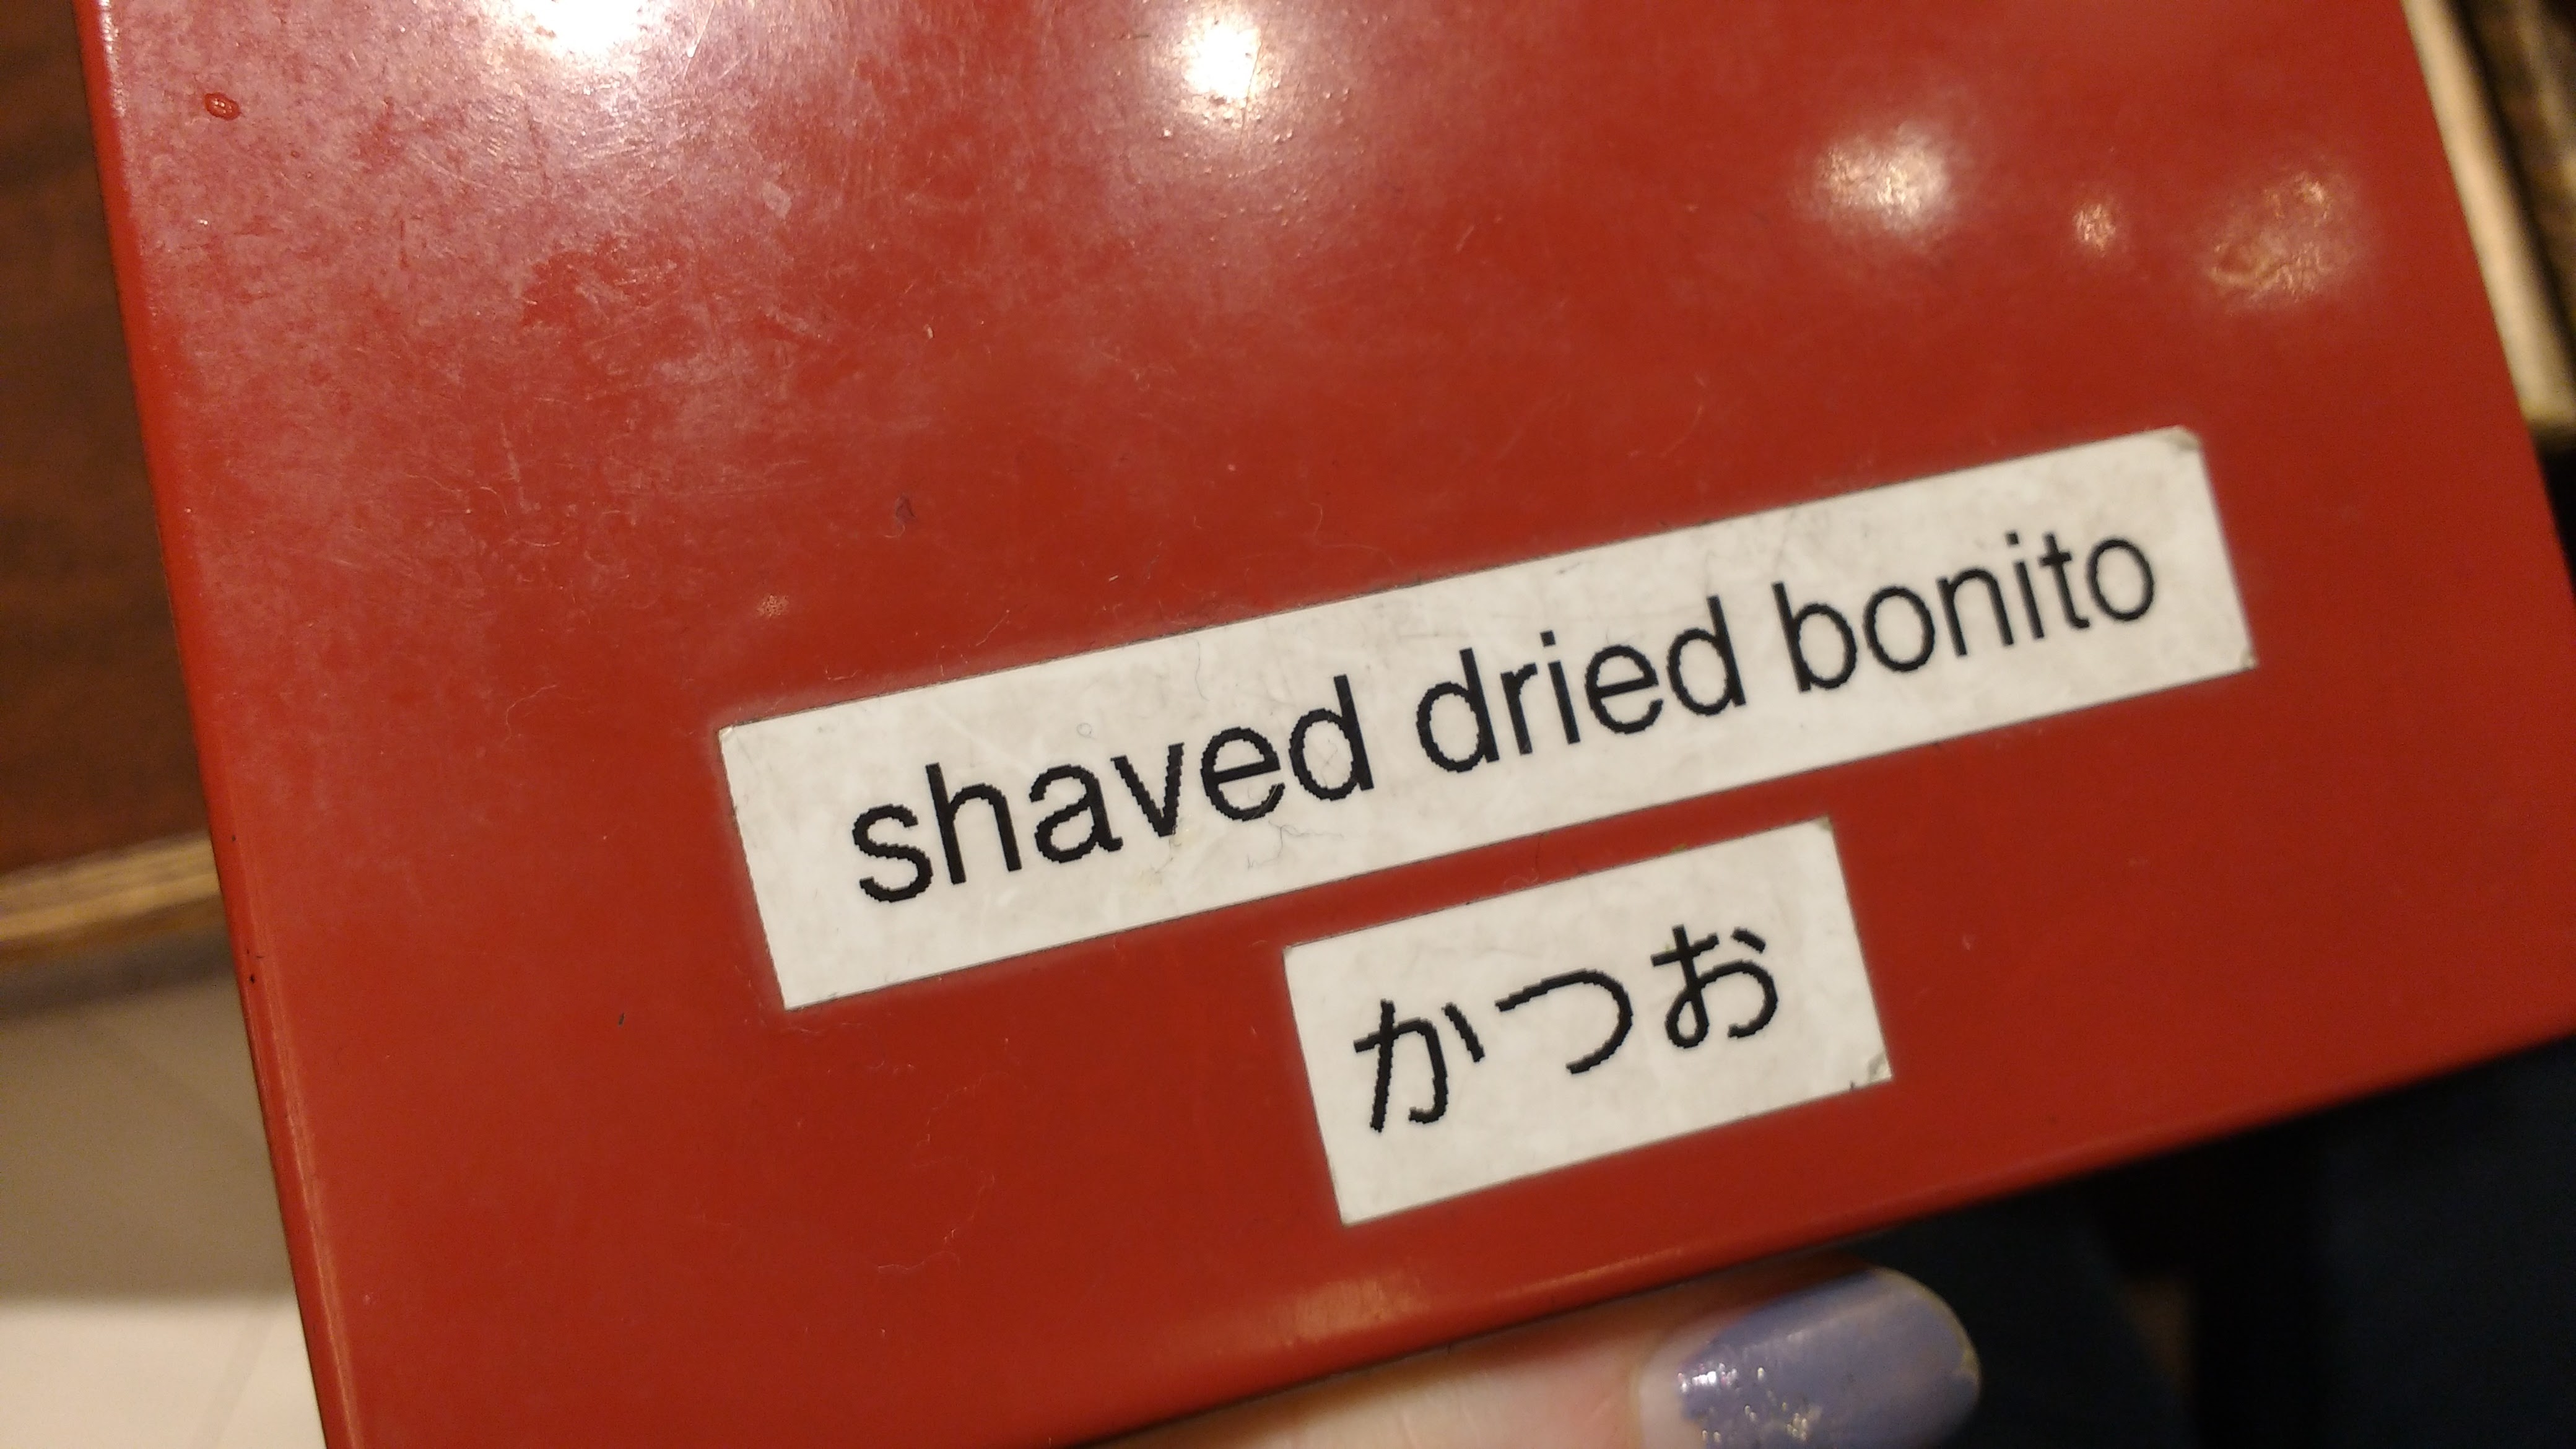 shaved dried bonito
かつお